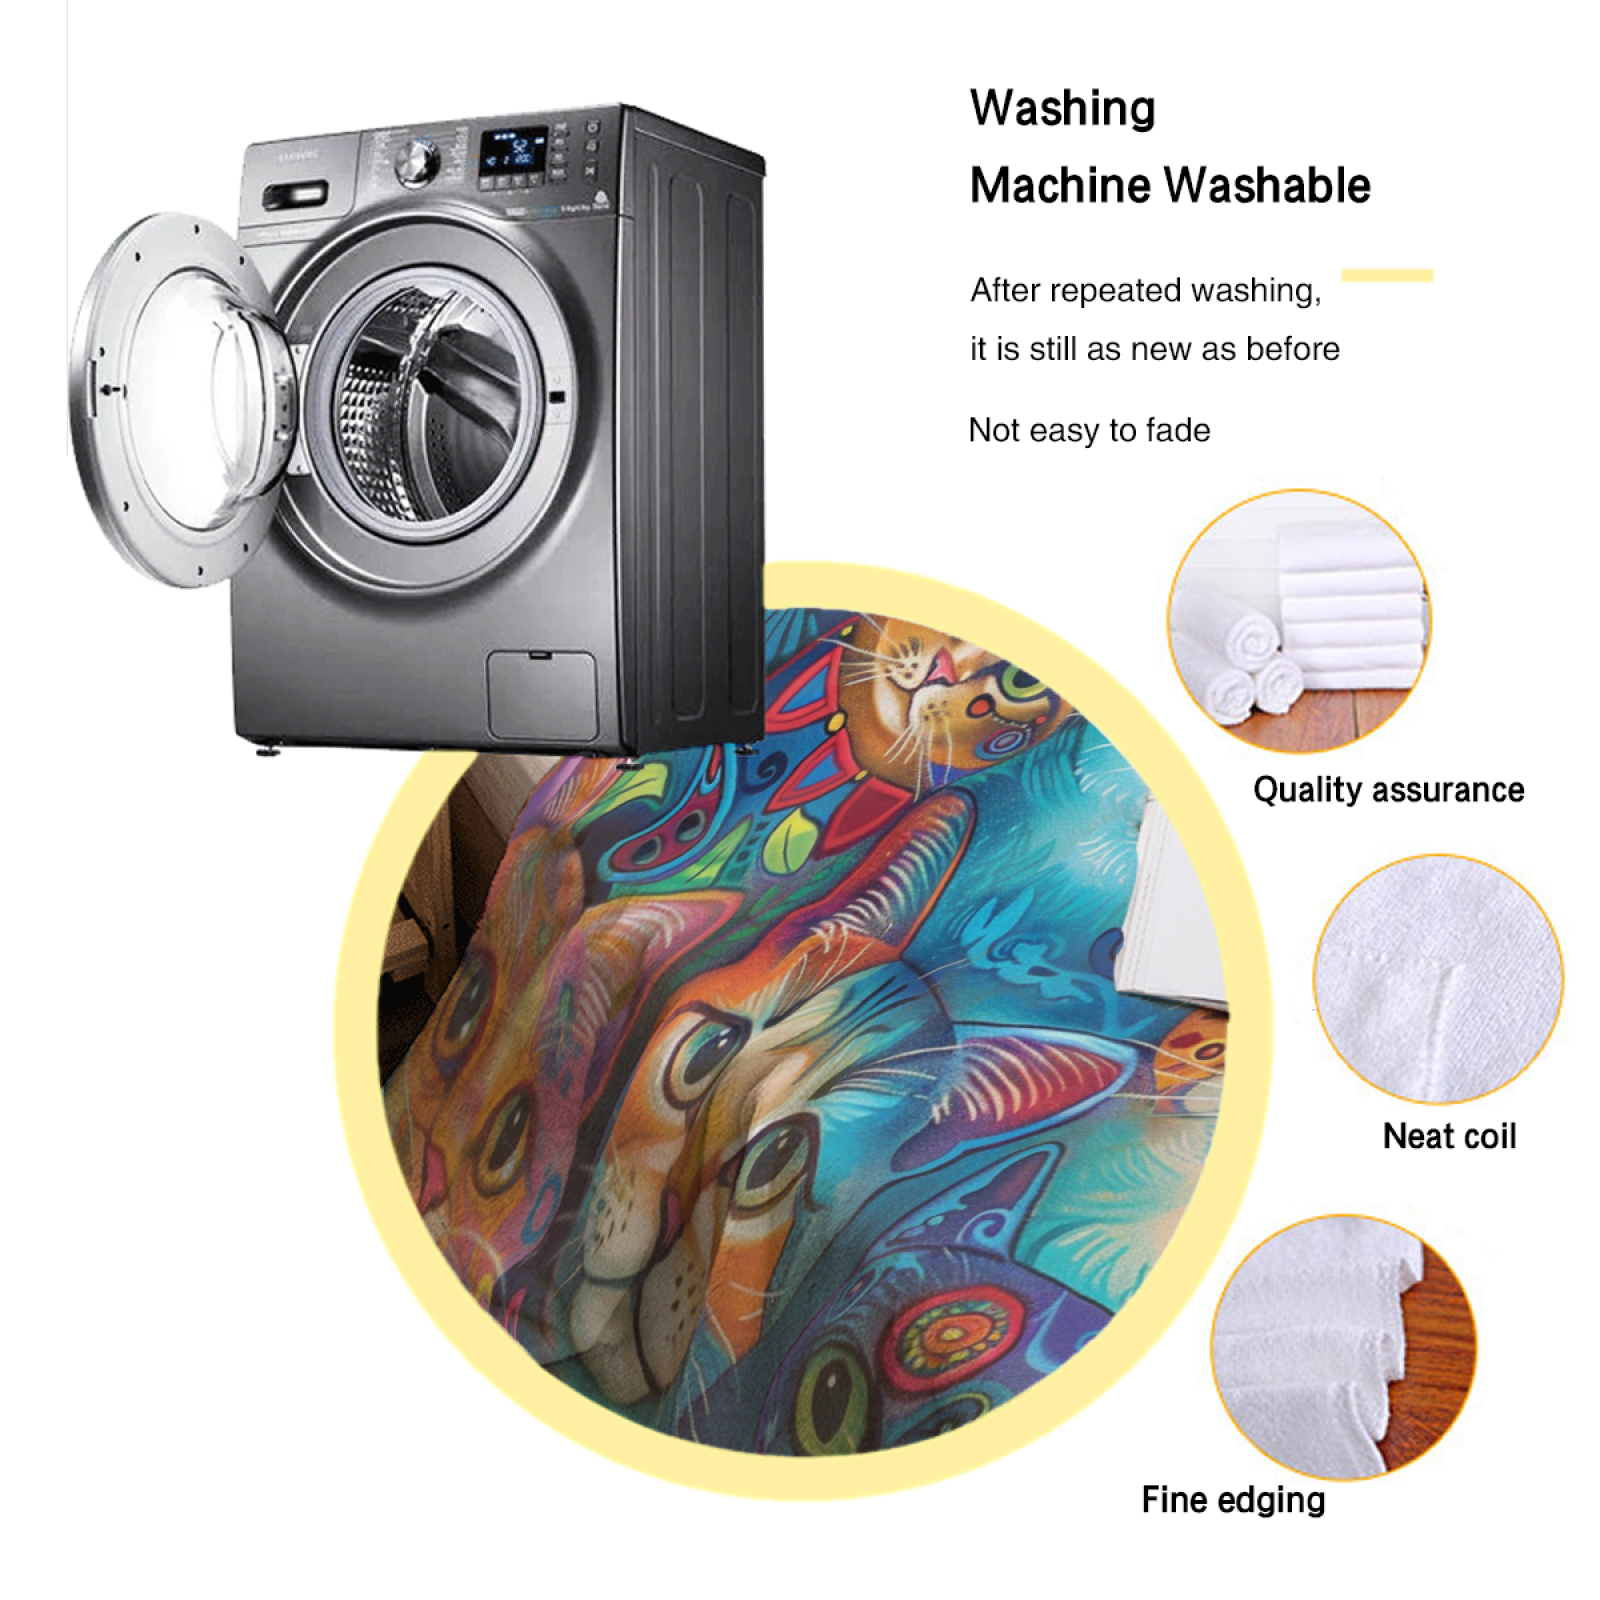 Washing
Machine Washable
After repeated washing,
it is still as new as before
Not easy to fade
Quality assurance
Neat coil
Fine edging